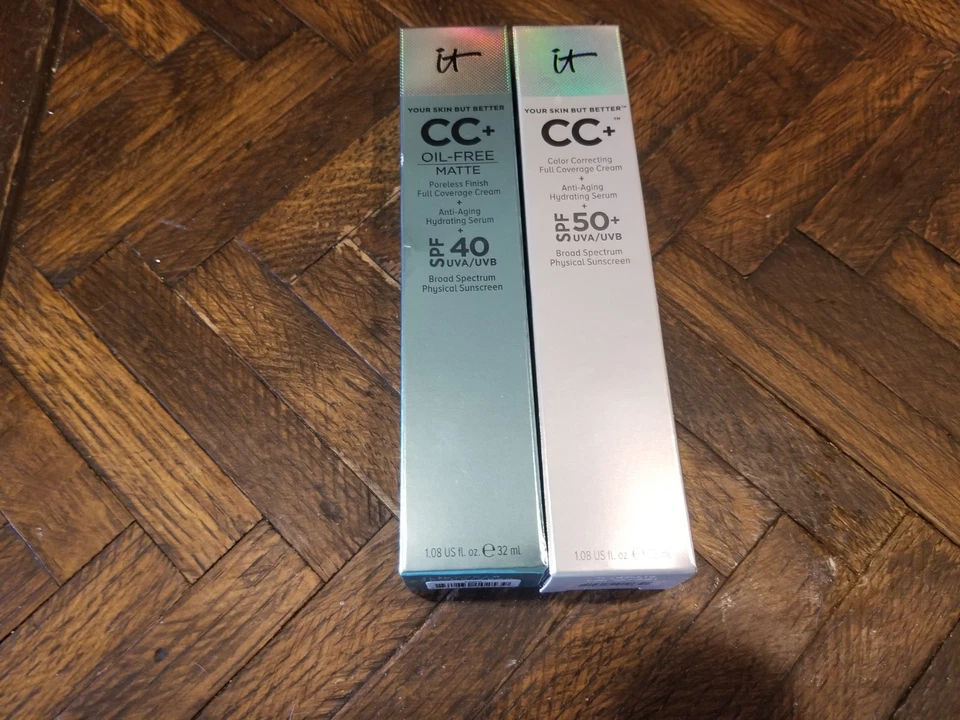 it
YOUR SKIN BUT BETTER
CC+
OIL-FREE
MATTE
Poreless Finish
Full Coverage Cream
+
Anti-Aging
Hydrating Serum
+
SPF 40
UVA/UVB
Broad Spectrum
Physical Sunscreen
1.08 US fl. oz. ℮ 32 ml
it
YOUR SKIN BUT BETTER™
CC+™
Color Correcting
Full Coverage Cream
+
Anti-Aging
Hydrating Serum
+
SPF 50+
UVA/UVB
Broad Spectrum
Physical Sunscreen
1.08 US fl. oz.